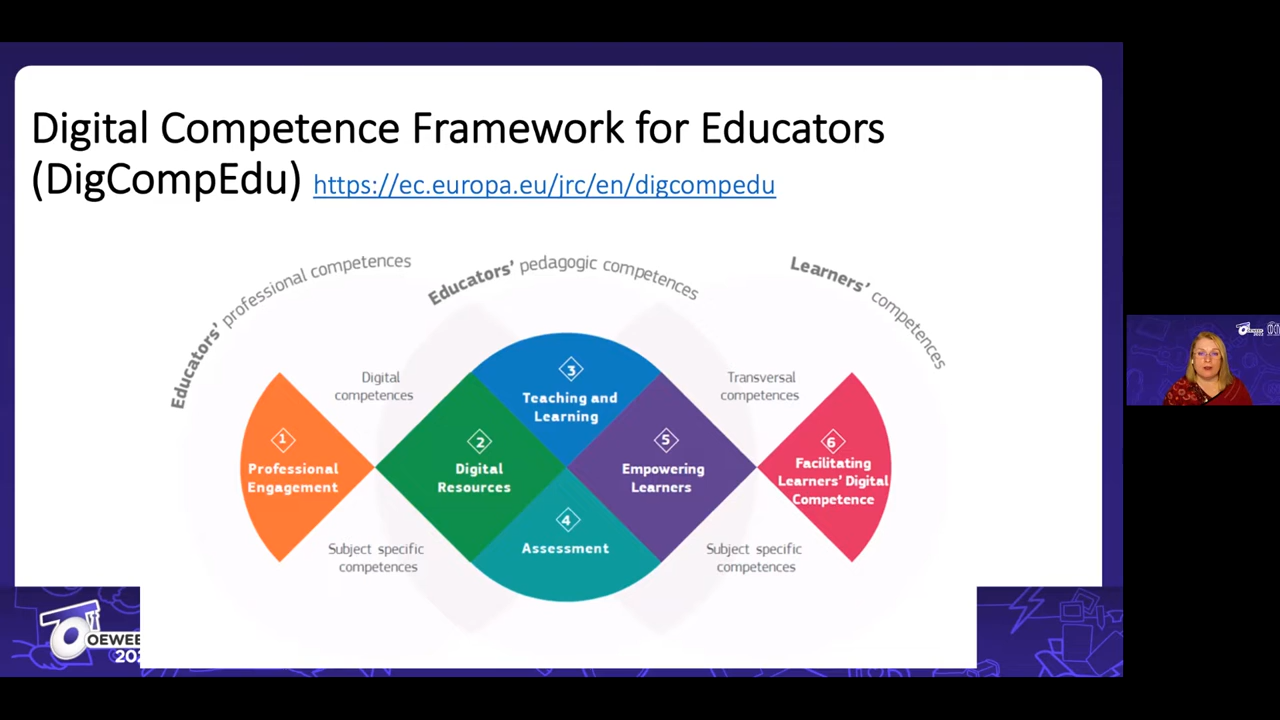 Digital Competence Framework for Educators
(DigCompEdu) https://ec.europa.eu/jrc/en/digcompedu
Educators' professional competences
Educators' pedagogic competences
Learners' competences
Digital
competences
Transversal
competences
1
Professional
Engagement
2
Digital
Resources
3
Teaching and
Learning
4
Assessment
5
Empowering
Learners
6
Facilitating
Learners' Digital
Competence
Subject specific
competences
Subject specific
competences
OEWEE
202